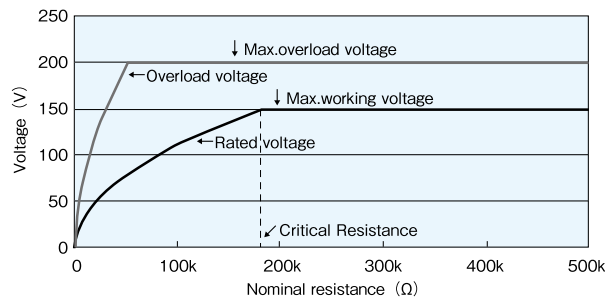 250
Max.overload voltage
200
Overload voltage
Max.working voltage
150
Rated voltage
100
50
Critical Resistance
0
Voltage (V)
0 100k 200k 300k 400k 500k
Nominal resistance (Ω)